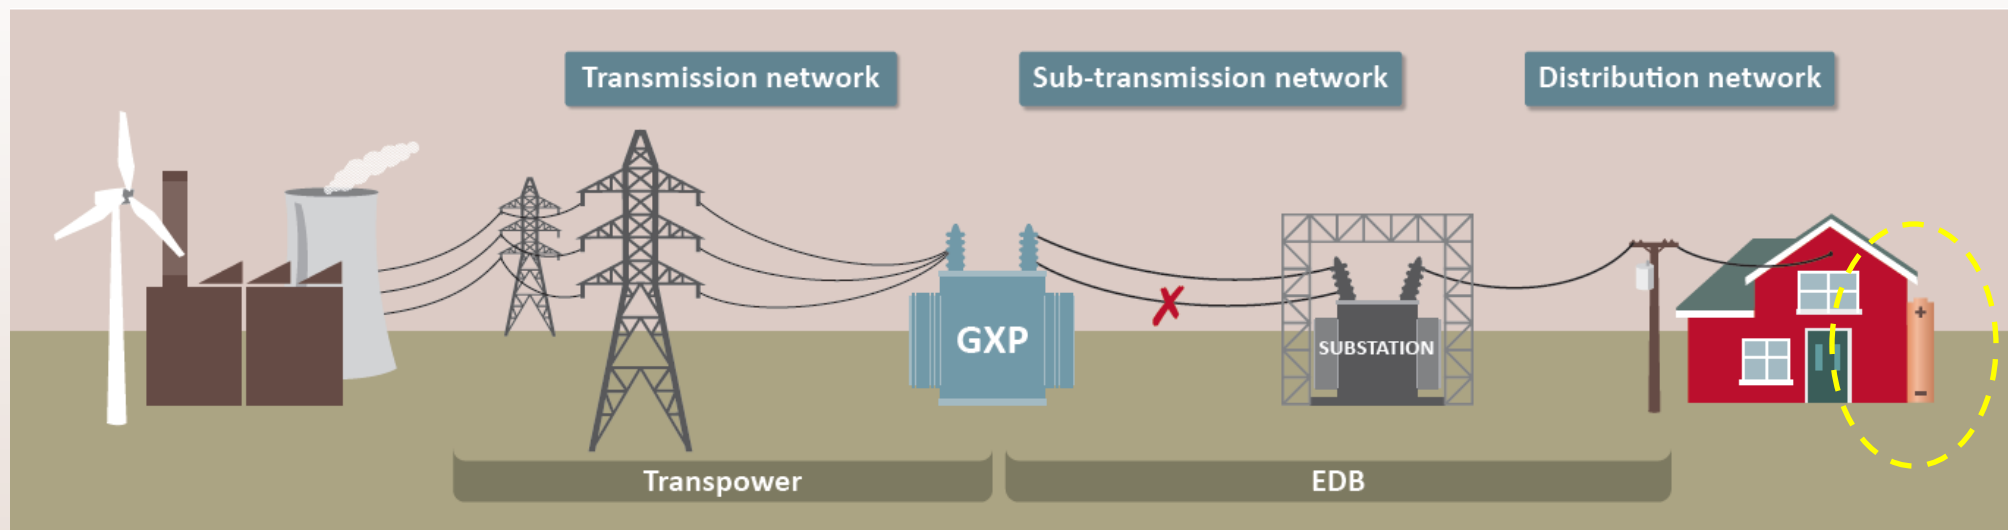 Transmission network
Sub-transmission network
Distribution network
GXP
SUBSTATION
+
-
Transpower
EDB